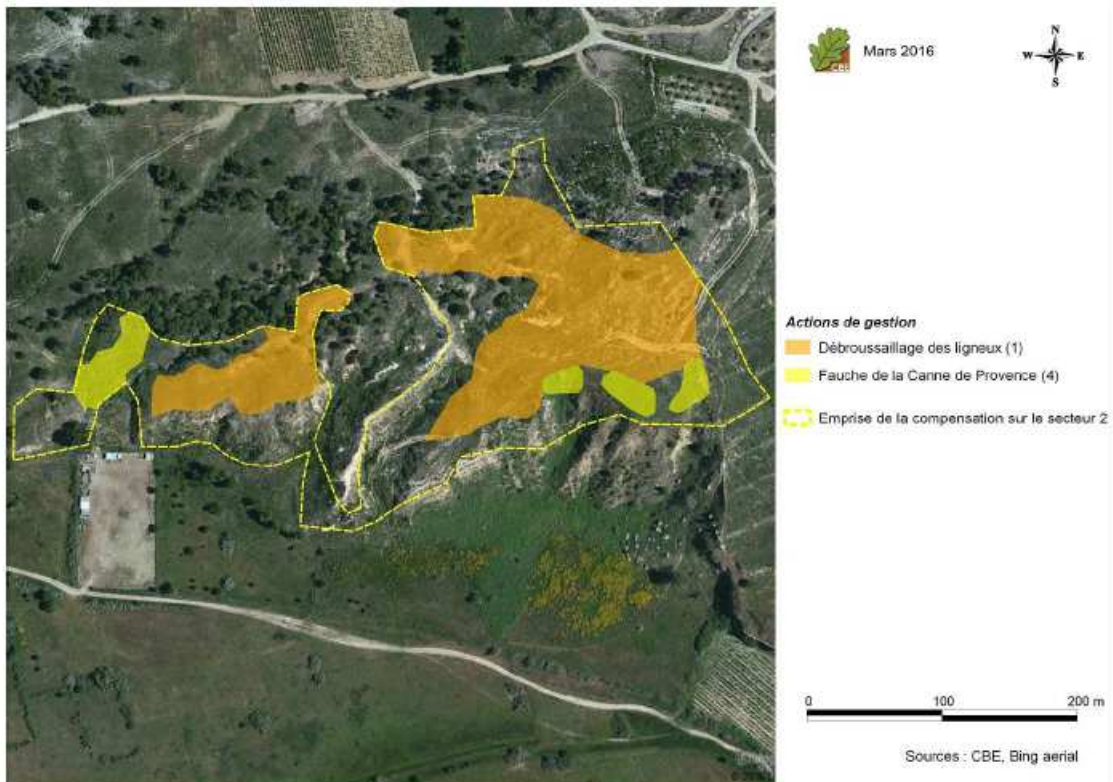 Mars 2016
N
W E
S
Actions de gestion
Débroussaillage des ligneux (1)
Fauche de la Canne de Provence (4)
Emprise de la compensation sur le secteur 2
0 100 200 m
Sources : CBE, Bing aerial